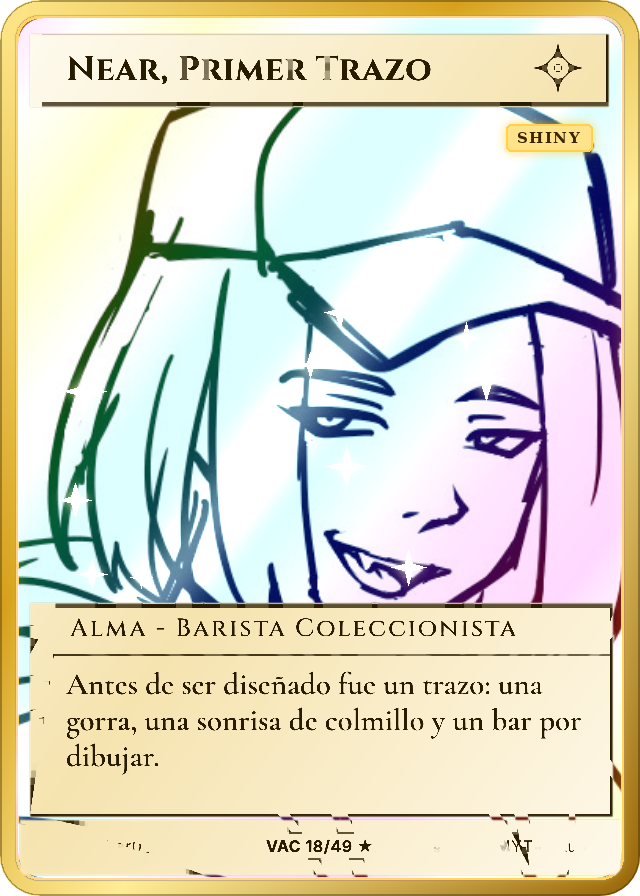 Near, Primer Trazo
SHINY
Alma - Barista Coleccionista
Antes de ser diseñado fue un trazo: una
gorra, una sonrisa de colmillo y un bar por
dibujar.
VAC 18/49 ★